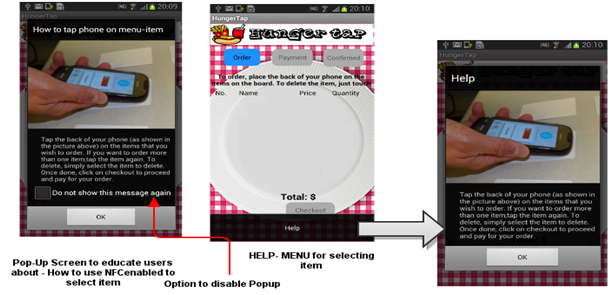 20:09
HungerTap
How to tap phone on menu-item
Tap the back of your phone (as shown in
the picture above) on the items that you
wish to order. If you want to order more
than one item,tap the item again. To
delete, simply select the item to delete.
Once done, click on checkout to proceed
and pay for your order.
Do not show this message again
OK
Pop-Up Screen to educate users
about - How to use NFCenabled to
select item
Option to disable Popup
20:10
HungerTap
Hunger tap
Order
Payment
Confirmed
To order, place the back of your phone on the
items on the board. To delete the item, just touch
No. Name Price Quantity
Total: $
Checkout
Help
HELP- MENU for selecting
item
20:10
HungerTap
Help
Tap the back of your phone (as shown in
the picture above) on the items that you
wish to order. If you want to order more
than one item,tap the item again. To
delete, simply select the item to delete.
Once done, click on checkout to proceed
and pay for your order.
OK